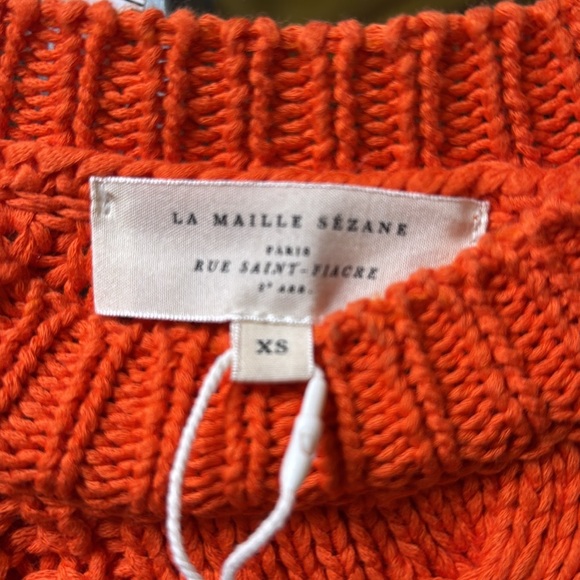 LA MAILLE SÉZANE
PARIS
RUE SAINT-FIACRE
2e ARR.
XS